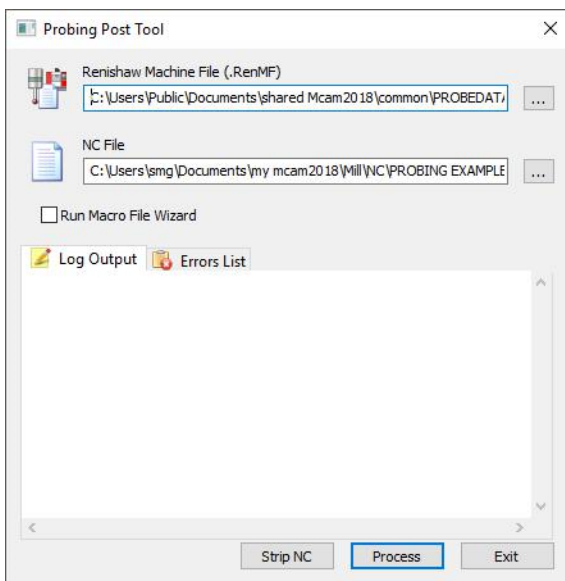 Probing Post Tool
Renishaw Machine File (.RenMF)
C:\Users\Public\Documents\shared Mcam2018\common\PROBEDATA
...
NC File
C:\Users\smg\Documents\my mcam2018\Mill\NC\PROBING EXAMPLE
...
Run Macro File Wizard
Log Output
Errors List
Strip NC
Process
Exit